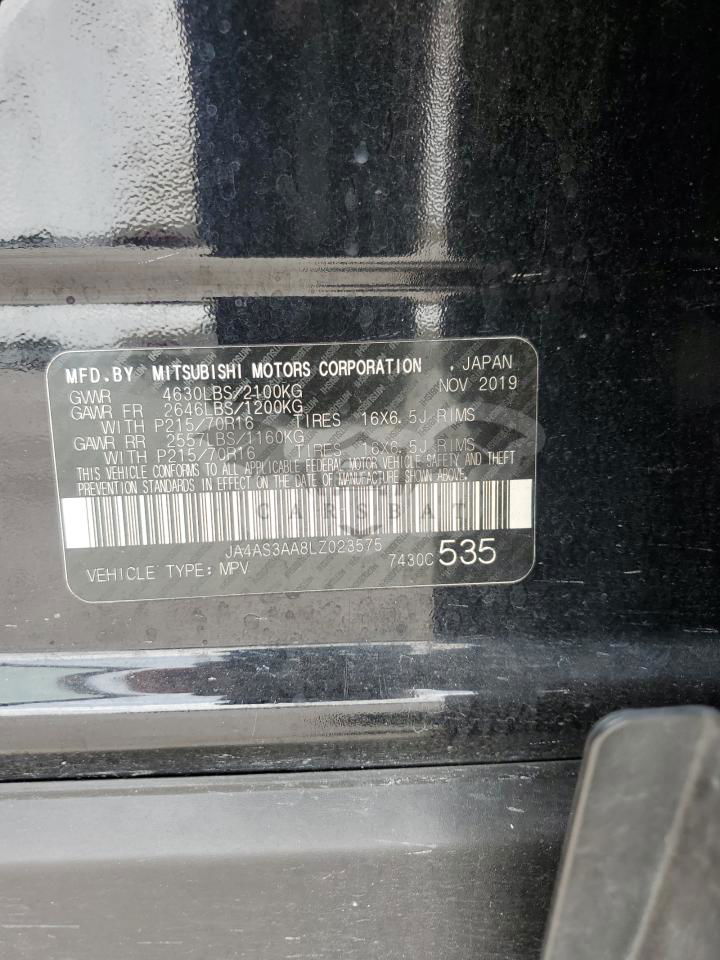 MFD.BY MITSUBISHI MOTORS CORPORATION , JAPAN
GVWR 4630LBS/2100KG NOV 2019
GAWR FR 2646LBS/1200KG
WITH P215/70R16 TIRES 16X6.5J RIMS
GAWR RR 2557LBS/1160KG
WITH P215/70R16 TIRES 16X6.5J RIMS
THIS VEHICLE CONFORMS TO ALL APPLICABLE FEDERAL MOTOR VEHICLE SAFETY AND THEFT
PREVENTION STANDARDS IN EFFECT ON THE DATE OF MANUFACTURE SHOWN ABOVE.
CARSBAT
JA4AS3AA8LZ023575
VEHICLE TYPE: MPV 7430C 535